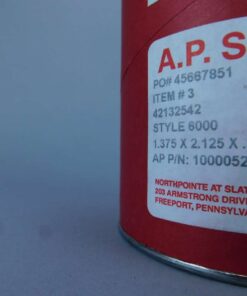 A.P. S
PO# 45667851
ITEM # 3
42132542
STYLE 6000
1.375 X 2.125 X .
AP P/N: 1000052
NORTHPOINTE AT SLAT
203 ARMSTRONG DRIVE
FREEPORT, PENNSYLVA